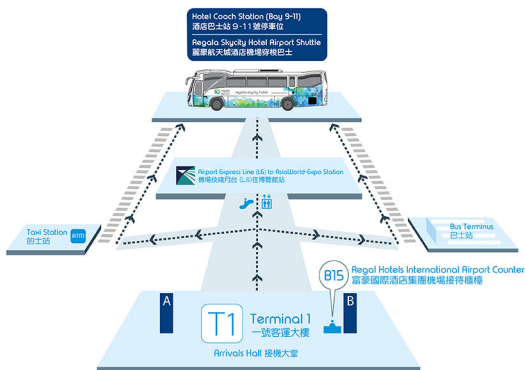 Hotel Coach Station (Bay 9-11)
酒店巴士站 9-11 號停車位
Regala Skycity Hotel Airport Shuttle
麗豪航天城酒店機場穿梭巴士
regala skycity hotel
Airport Express Line (L6) to AsiaWorld-Expo Station
機場快綫月台 (L6)往博覽館站
Taxi Station
的士站
TAXI
Bus Terminus
巴士站
B15
Regal Hotels International Airport Counter
富豪國際酒店集團機場接待櫃檯
A
B
T1
Terminal 1
一號客運大樓
Arrivals Hall 接機大堂